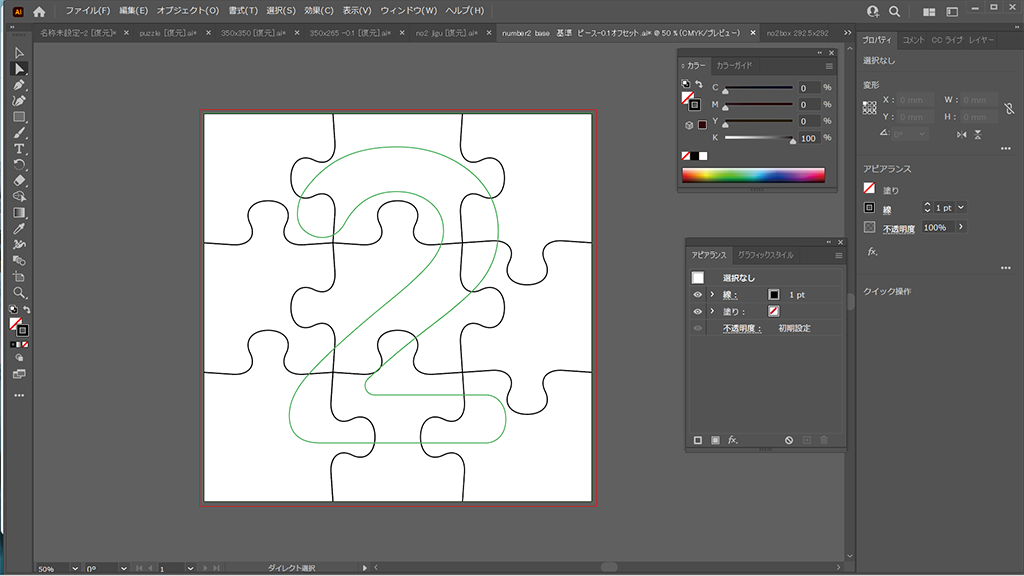 Ai ファイル(F) 編集(E) オブジェクト(O) 書式(T) 選択(S) 効果(C) 表示(V) ウィンドウ(W) ヘルプ(H)
名称未設定-2 [復元]* × puzzle [復元].ai* × 350x350 [復元].ai* × 350x265 -0.1 [復元].ai* × no2 Jigu [復元].ai* × number2 base 基準 ピース-0.1オフセット.ai* @ 50 % (CMYK/プレビュー) × no2box 292.5x292
プロパティ コメント CC ライブ レイヤー
選択なし
変形
X : 0 mm W : 0 mm
Y : 0 mm H : 0 mm
0°
アピアランス
塗り
線 1 pt
不透明度 100%
fx.
クイック操作
カラー カラーガイド
C 0 %
M 0 %
Y 0 %
K 100 %
アピアランス グラフィックスタイル
選択なし
線 : 1 pt
塗り :
不透明度 : 初期設定
fx.
50% 0° 1 ダイレクト選択